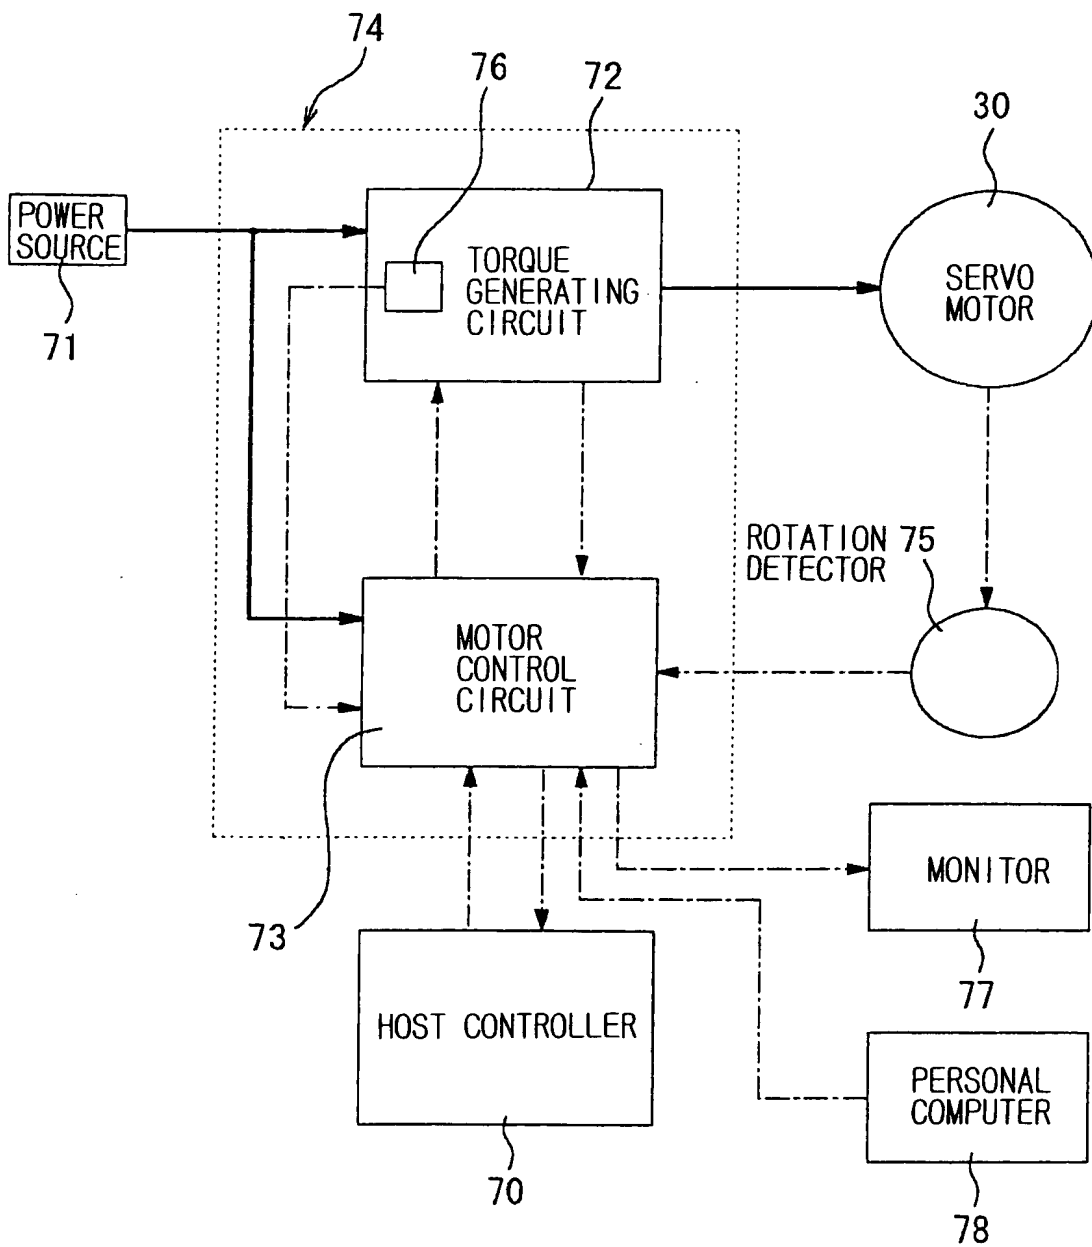 74
76
72
30
POWER
SOURCE
71
TORQUE
GENERATING
CIRCUIT
SERVO
MOTOR
ROTATION 75
DETECTOR
MOTOR
CONTROL
CIRCUIT
73
MONITOR
77
HOST CONTROLLER
70
PERSONAL
COMPUTER
78